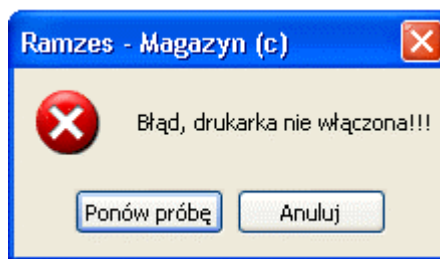 Ramzes - Magazyn (c)
Błąd, drukarka nie włączona!!!
Ponów próbę
Anuluj